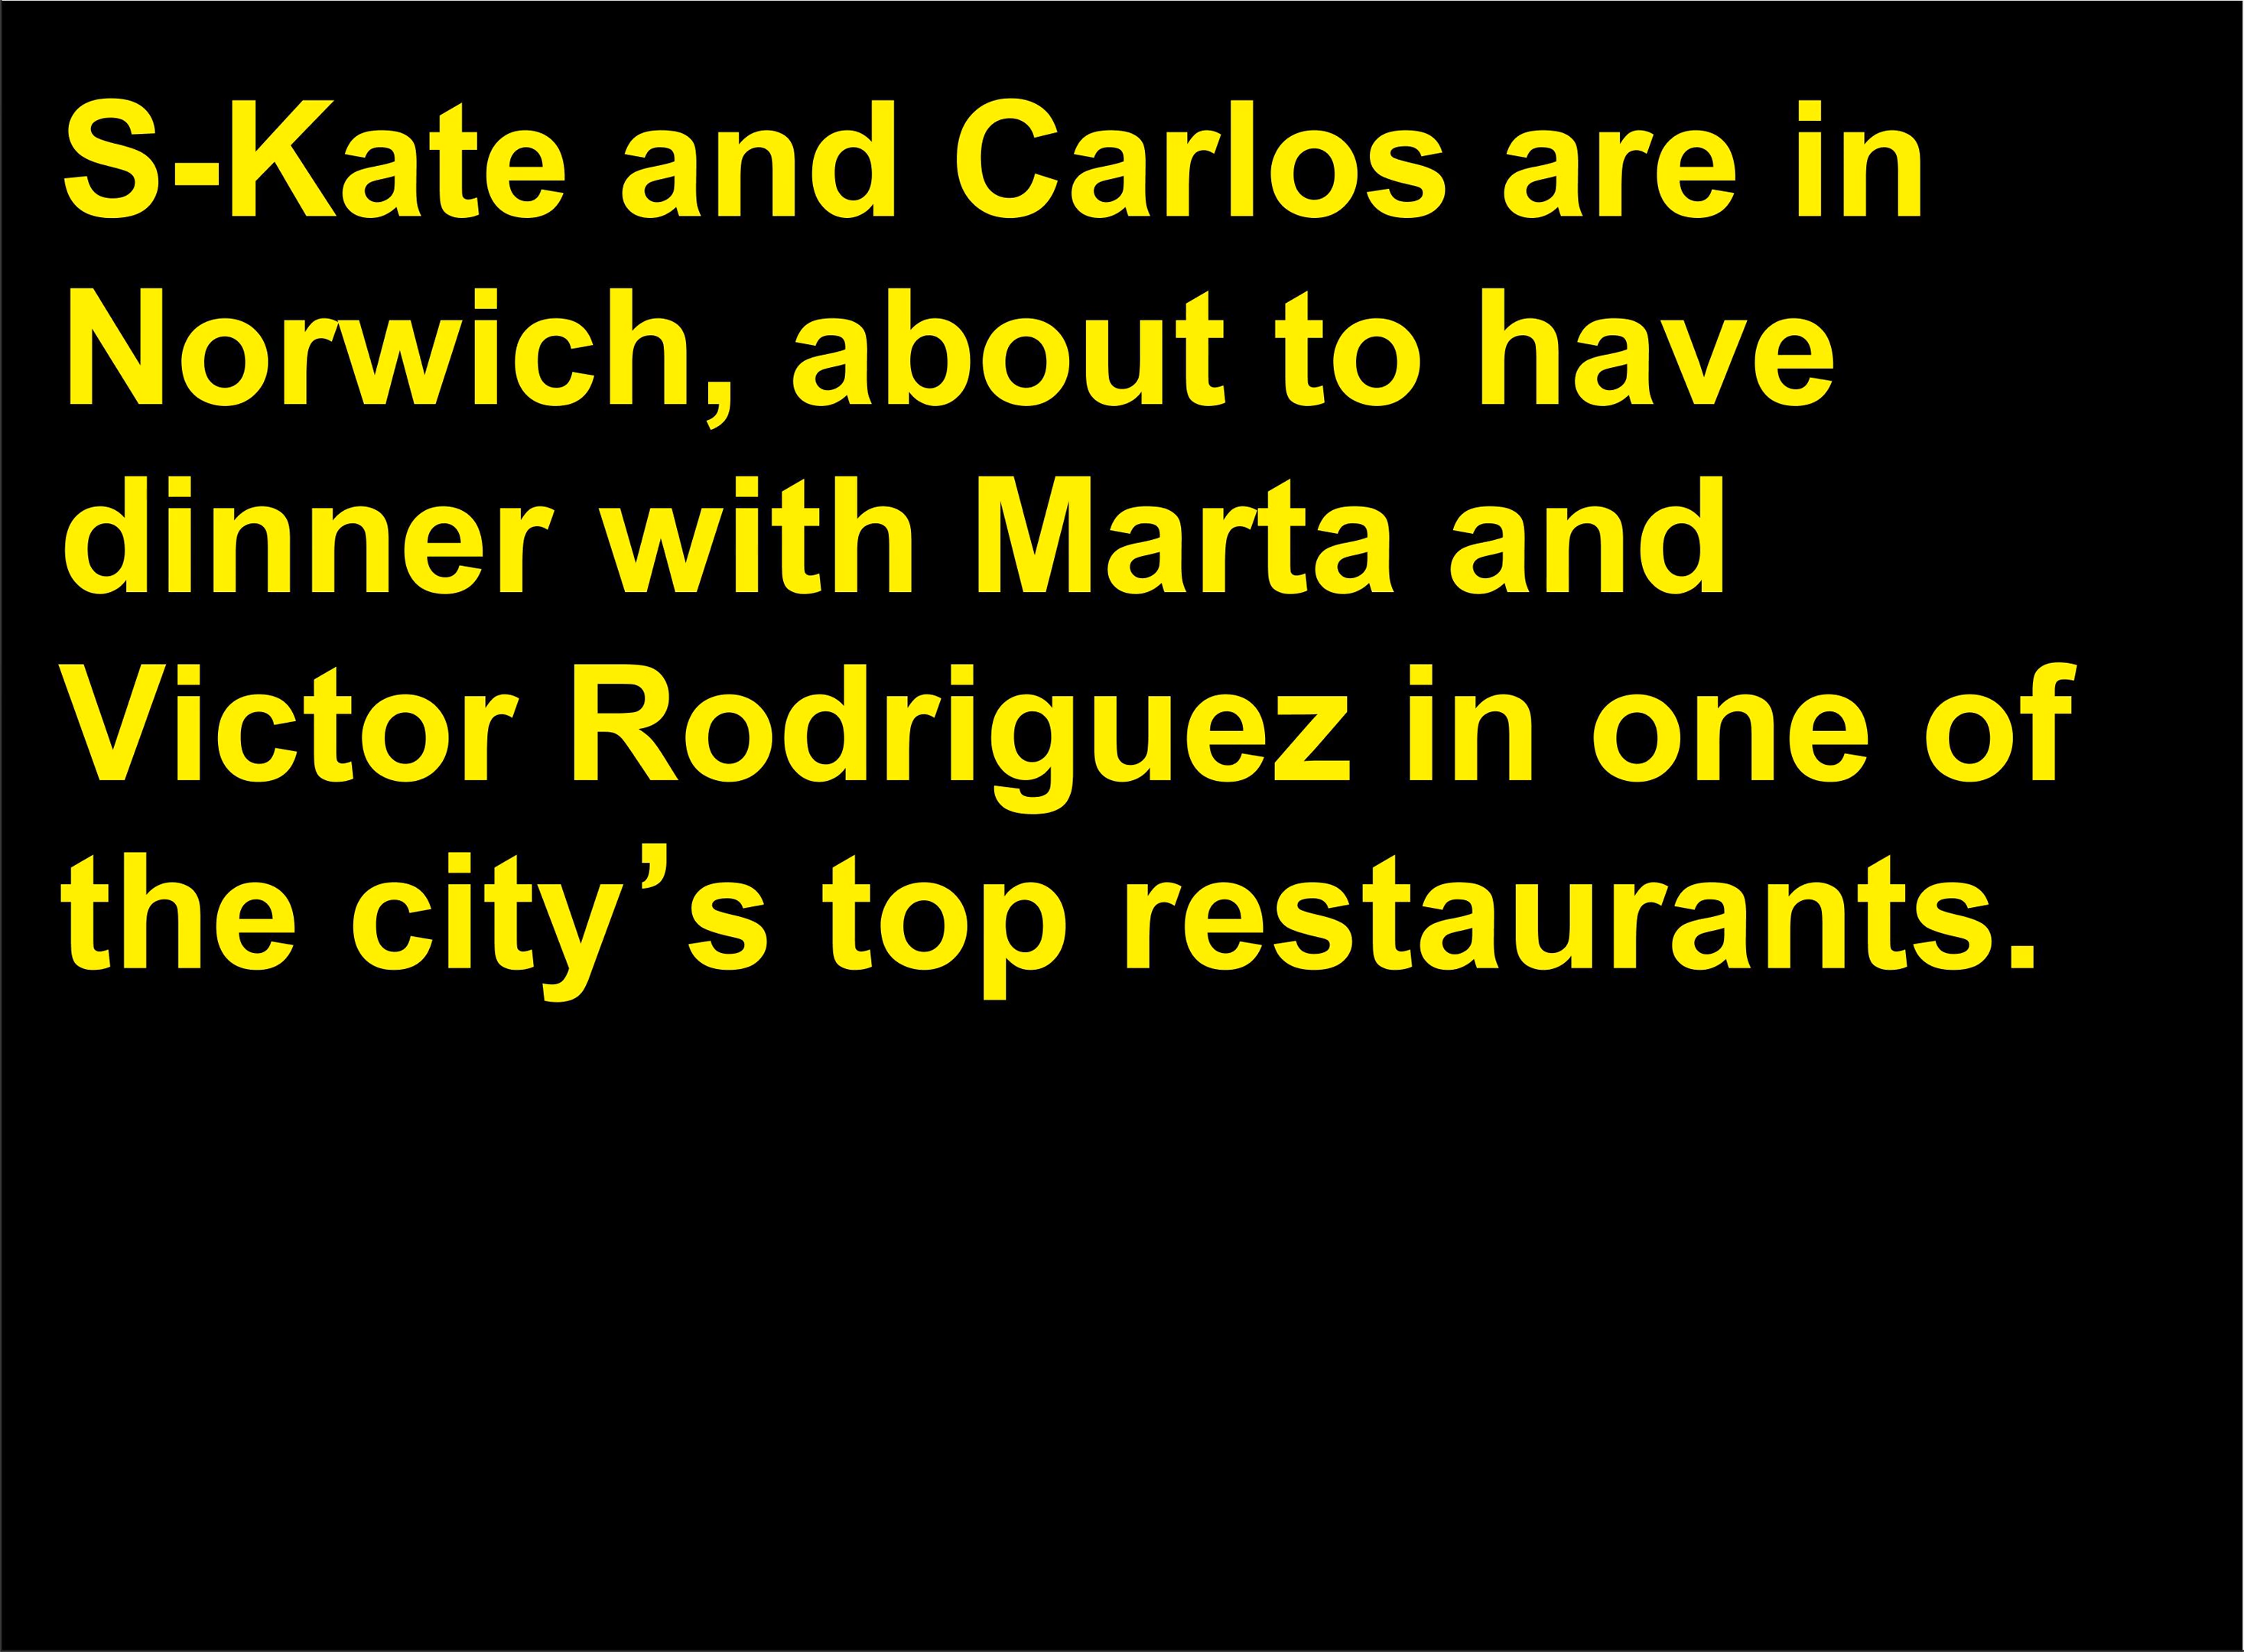 S-Kate and Carlos are in
Norwich, about to have
dinner with Marta and
Victor Rodriguez in one of
the city’s top restaurants.